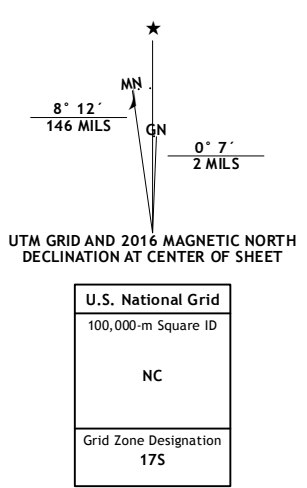 ★
MN
8° 12´
146 MILS
GN
0° 7´
2 MILS
UTM GRID AND 2016 MAGNETIC NORTH
DECLINATION AT CENTER OF SHEET
U.S. National Grid
100,000-m Square ID
NC
Grid Zone Designation
17S